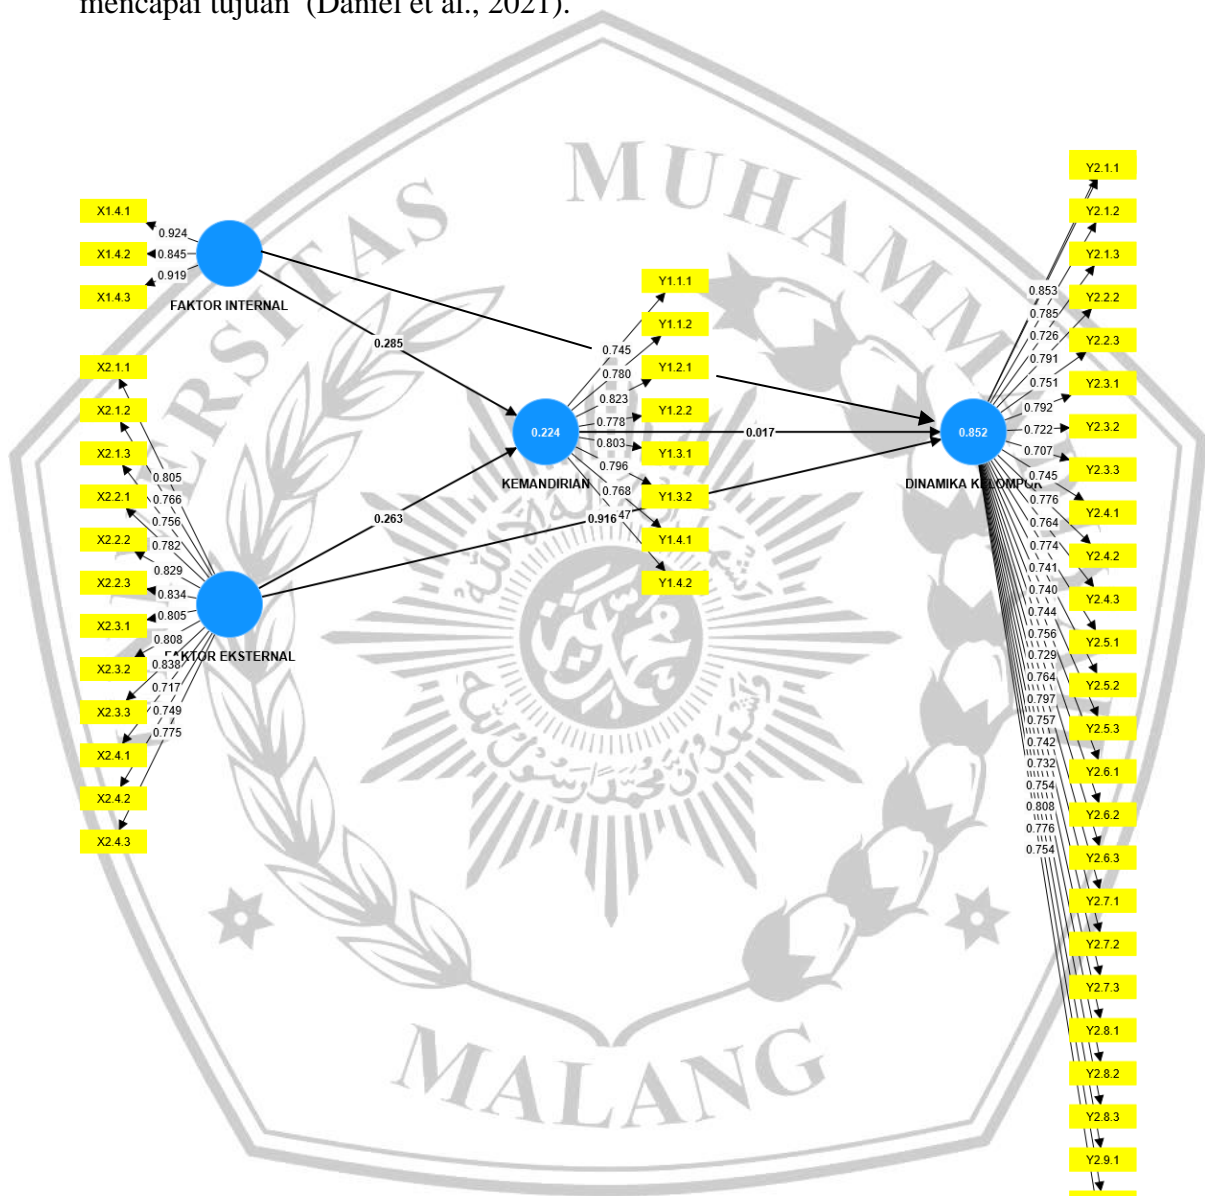 mencapai tujuan (Daniel et al., 2021).
MUHAMM
MALANG
X1.4.1
X1.4.2
X1.4.3
0.924
0.845
0.919
FAKTOR INTERNAL
X2.1.1
X2.1.2
X2.1.3
X2.2.1
X2.2.2
X2.2.3
X2.3.1
X2.3.2
X2.3.3
X2.4.1
X2.4.2
X2.4.3
0.805
0.766
0.756
0.782
0.829
0.834
0.805
0.808
0.838
0.717
0.749
0.775
FAKTOR EKSTERNAL
0.285
0.263
0.224
KEMANDIRIAN
Y1.1.1
Y1.1.2
Y1.2.1
Y1.2.2
Y1.3.1
Y1.3.2
Y1.4.1
Y1.4.2
0.745
0.780
0.823
0.778
0.803
0.796
0.768
47
0.017
0.916
0.852
DINAMIKA KELOMPOK
Y2.1.1
Y2.1.2
Y2.1.3
Y2.2.2
Y2.2.3
Y2.3.1
Y2.3.2
Y2.3.3
Y2.4.1
Y2.4.2
Y2.4.3
Y2.5.1
Y2.5.2
Y2.5.3
Y2.6.1
Y2.6.2
Y2.6.3
Y2.7.1
Y2.7.2
Y2.7.3
Y2.8.1
Y2.8.2
Y2.8.3
Y2.9.1
0.853
0.785
0.726
0.791
0.751
0.792
0.722
0.707
0.745
0.776
0.764
0.774
0.741
0.740
0.744
0.756
0.729
0.764
0.797
0.757
0.742
0.732
0.754
0.808
0.776
0.754